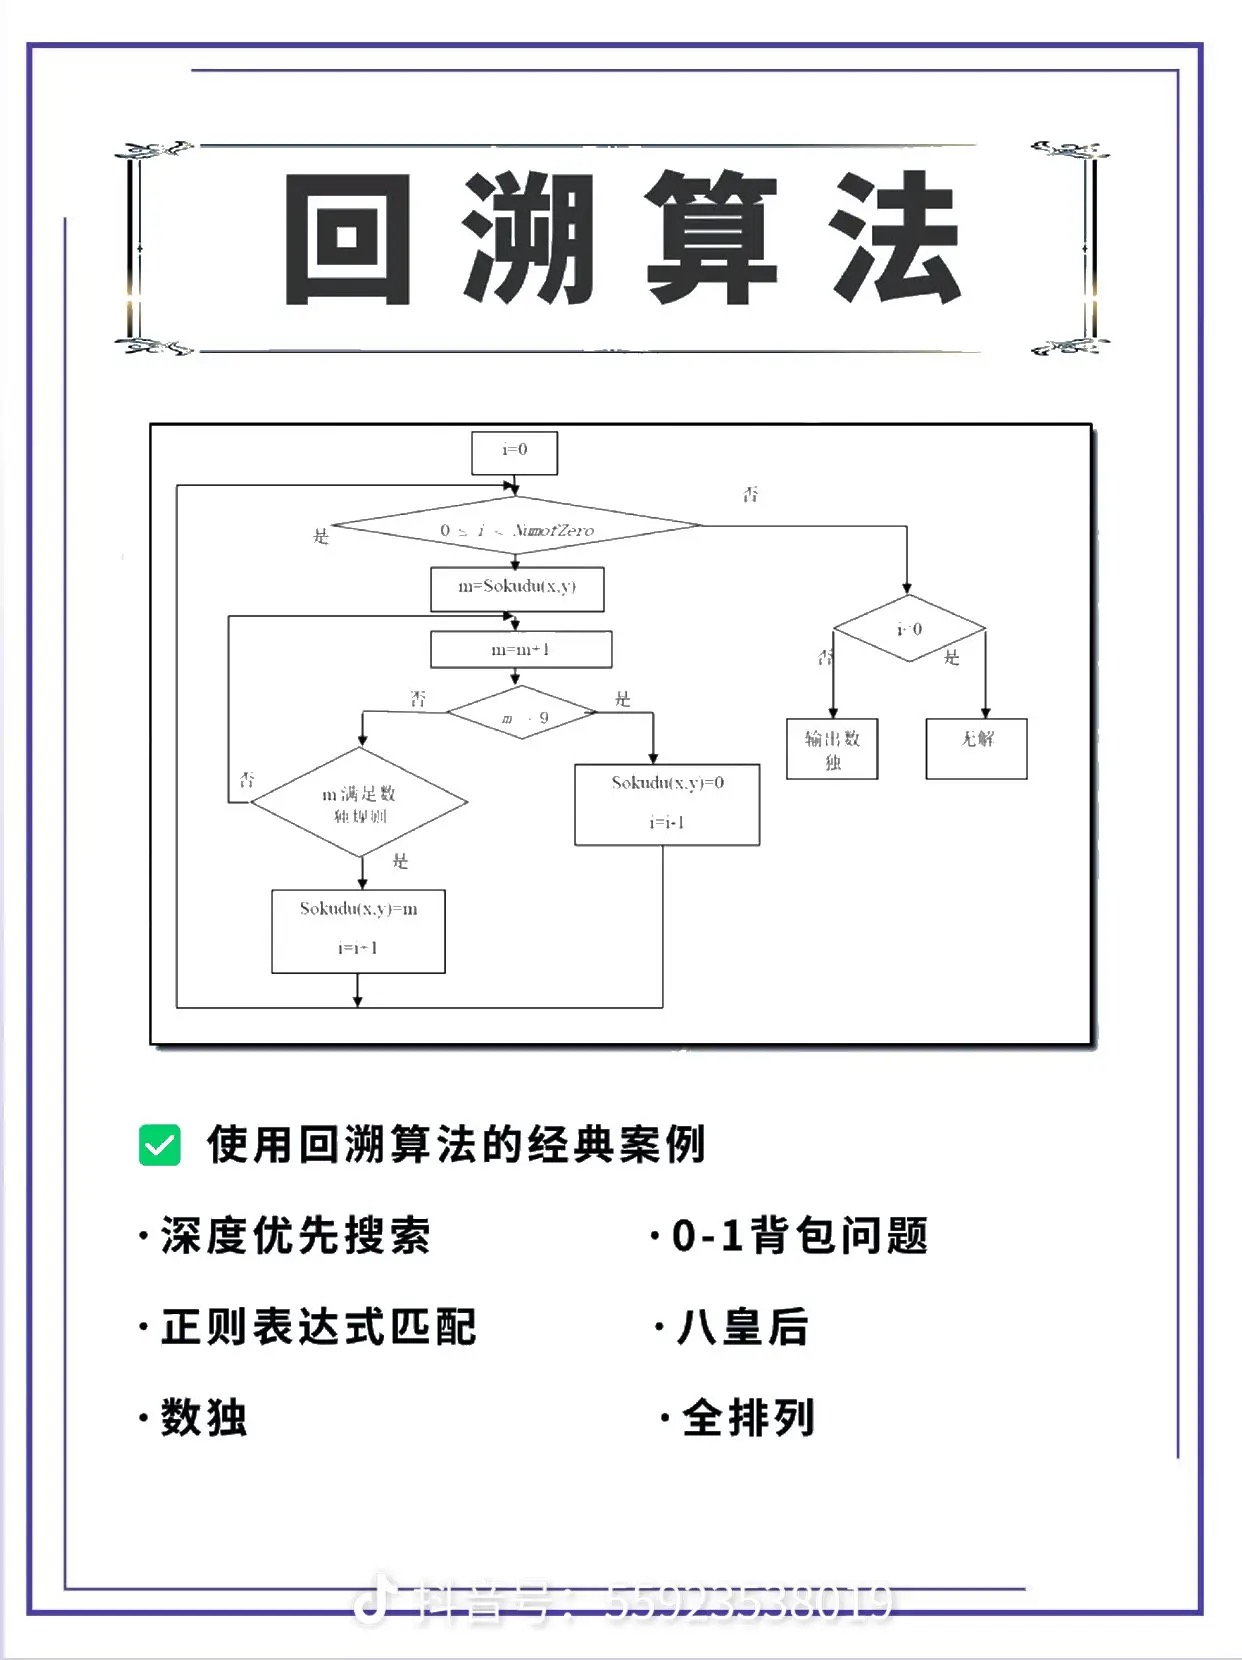 回溯算法
i=0
否
是
0 ≤ i < NumofZero
m=Sokudu(x,y)
m=m+1
i<0
否
是
否
是
m > 9
输出数
独
无解
否
m 满足数
独规则
Sokudu(x,y)=0
i=i-1
是
Sokudu(x,y)=m
i=i+1
✅ 使用回溯算法的经典案例
·深度优先搜索
·0-1背包问题
·正则表达式匹配
·八皇后
·数独
·全排列
抖音号：55923538019